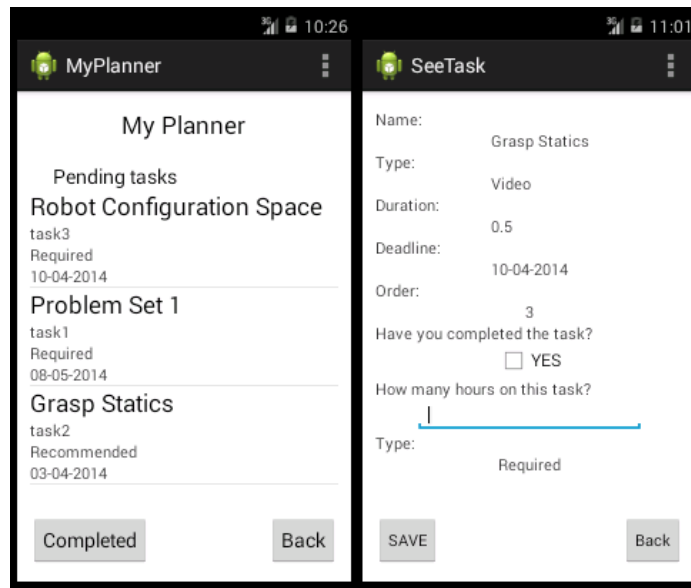 3G 10:26
MyPlanner
My Planner
Pending tasks
Robot Configuration Space
task3
Required
10-04-2014
Problem Set 1
task1
Required
08-05-2014
Grasp Statics
task2
Recommended
03-04-2014
Completed Back
3G 11:01
SeeTask
Name:
Grasp Statics
Type:
Video
Duration:
0.5
Deadline:
10-04-2014
Order:
3
Have you completed the task?
YES
How many hours on this task?
Type:
Required
SAVE Back